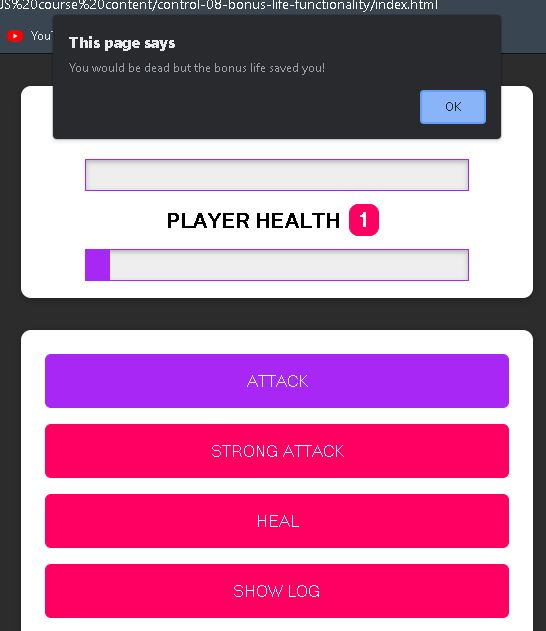 JS%20course%20content/control-08-bonus-life-functionality/index.html
You
This page says
You would be dead but the bonus life saved you!
OK
PLAYER HEALTH 1
ATTACK
STRONG ATTACK
HEAL
SHOW LOG